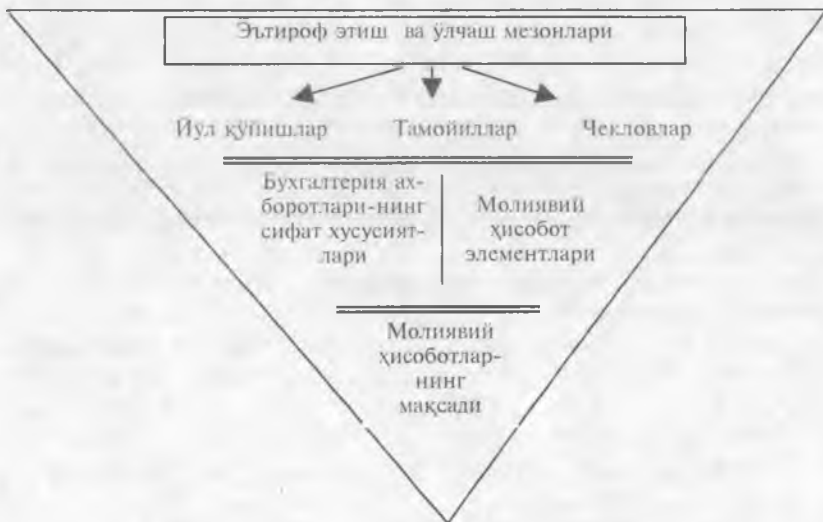 Эътироф этиш ва ўлчаш мезонлари
Йўл қўйишлар Тамойиллар Чекловлар
Бухгалтерия ах-
боротлари-нинг
сифат хусусият-
лари
Молиявий
ҳисобот
элементлари
Молиявий
ҳисоботлар-
нинг
мақсади